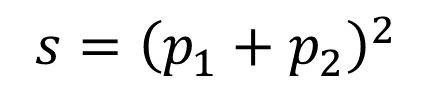 s = (p₁ + p₂)²